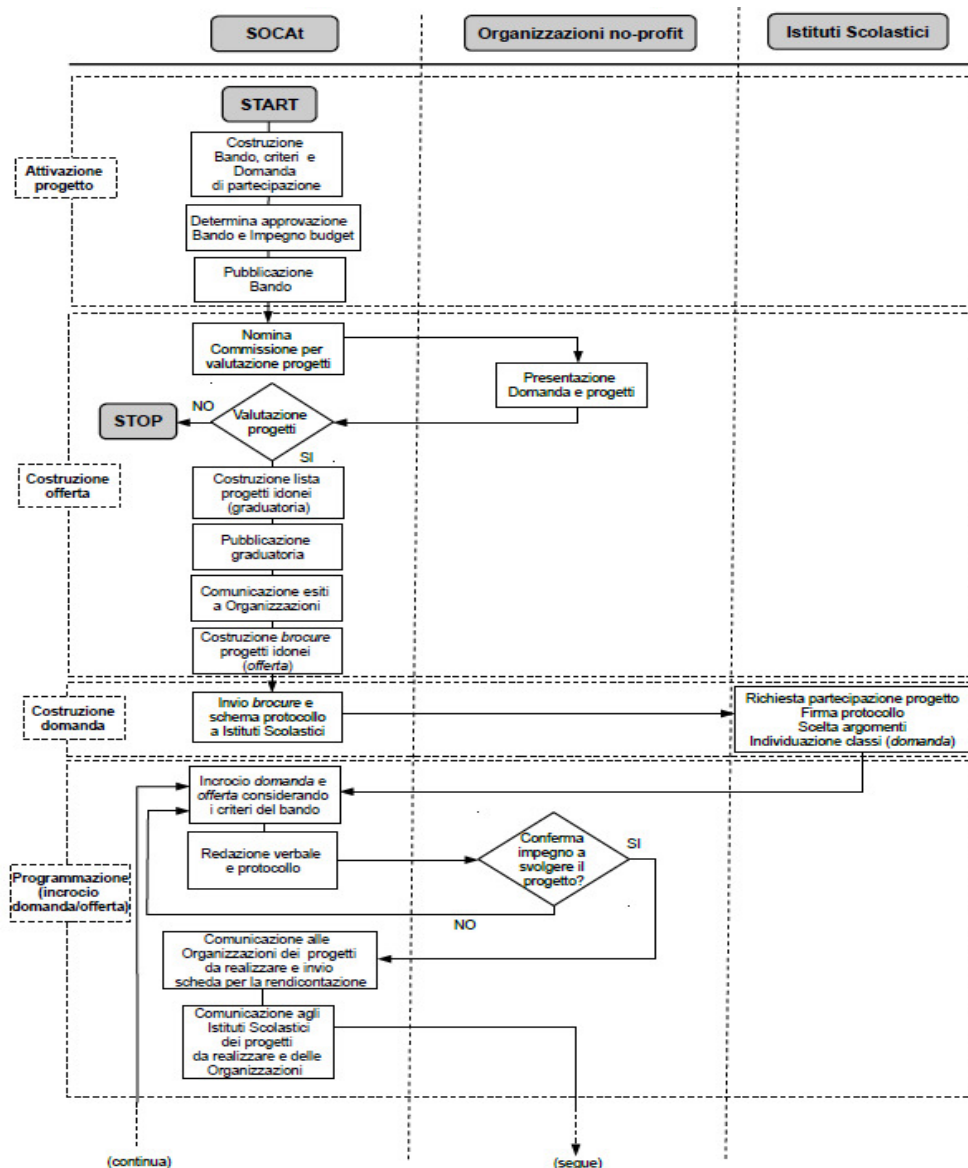 SOCAt
Organizzazioni no-profit
Istituti Scolastici
START
Costruzione
Bando, criteri e
Domanda
di partecipazione
Attivazione
progetto
Determina approvazione
Bando e Impegno budget
Pubblicazione
Bando
Nomina
Commissione per
valutazione progetti
Presentazione
Domanda e progetti
NO
STOP
Valutazione
progetti
SI
Costruzione
offerta
Costruzione lista
progetti idonei
(graduatoria)
Pubblicazione
graduatoria
Comunicazione esiti
a Organizzazioni
Costruzione brocure
progetti idonei
(offerta)
Costruzione
domanda
Invio brocure e
schema protocollo
a Istituti Scolastici
Richiesta partecipazione progetto
Firma protocollo
Scelta argomenti
Individuazione classi (domanda)
Incrocio domanda e
offerta considerando
i criteri del bando
Redazione verbale
e protocollo
Conferma
impegno a
svolgere il
progetto?
SI
NO
Programmazione
(incrocio
domanda/offerta)
Comunicazione alle
Organizzazioni dei progetti
da realizzare e invio
scheda per la rendicontazione
Comunicazione agli
Istituti Scolastici
dei progetti
da realizzare e delle
Organizzazioni
(continua)
(segue)